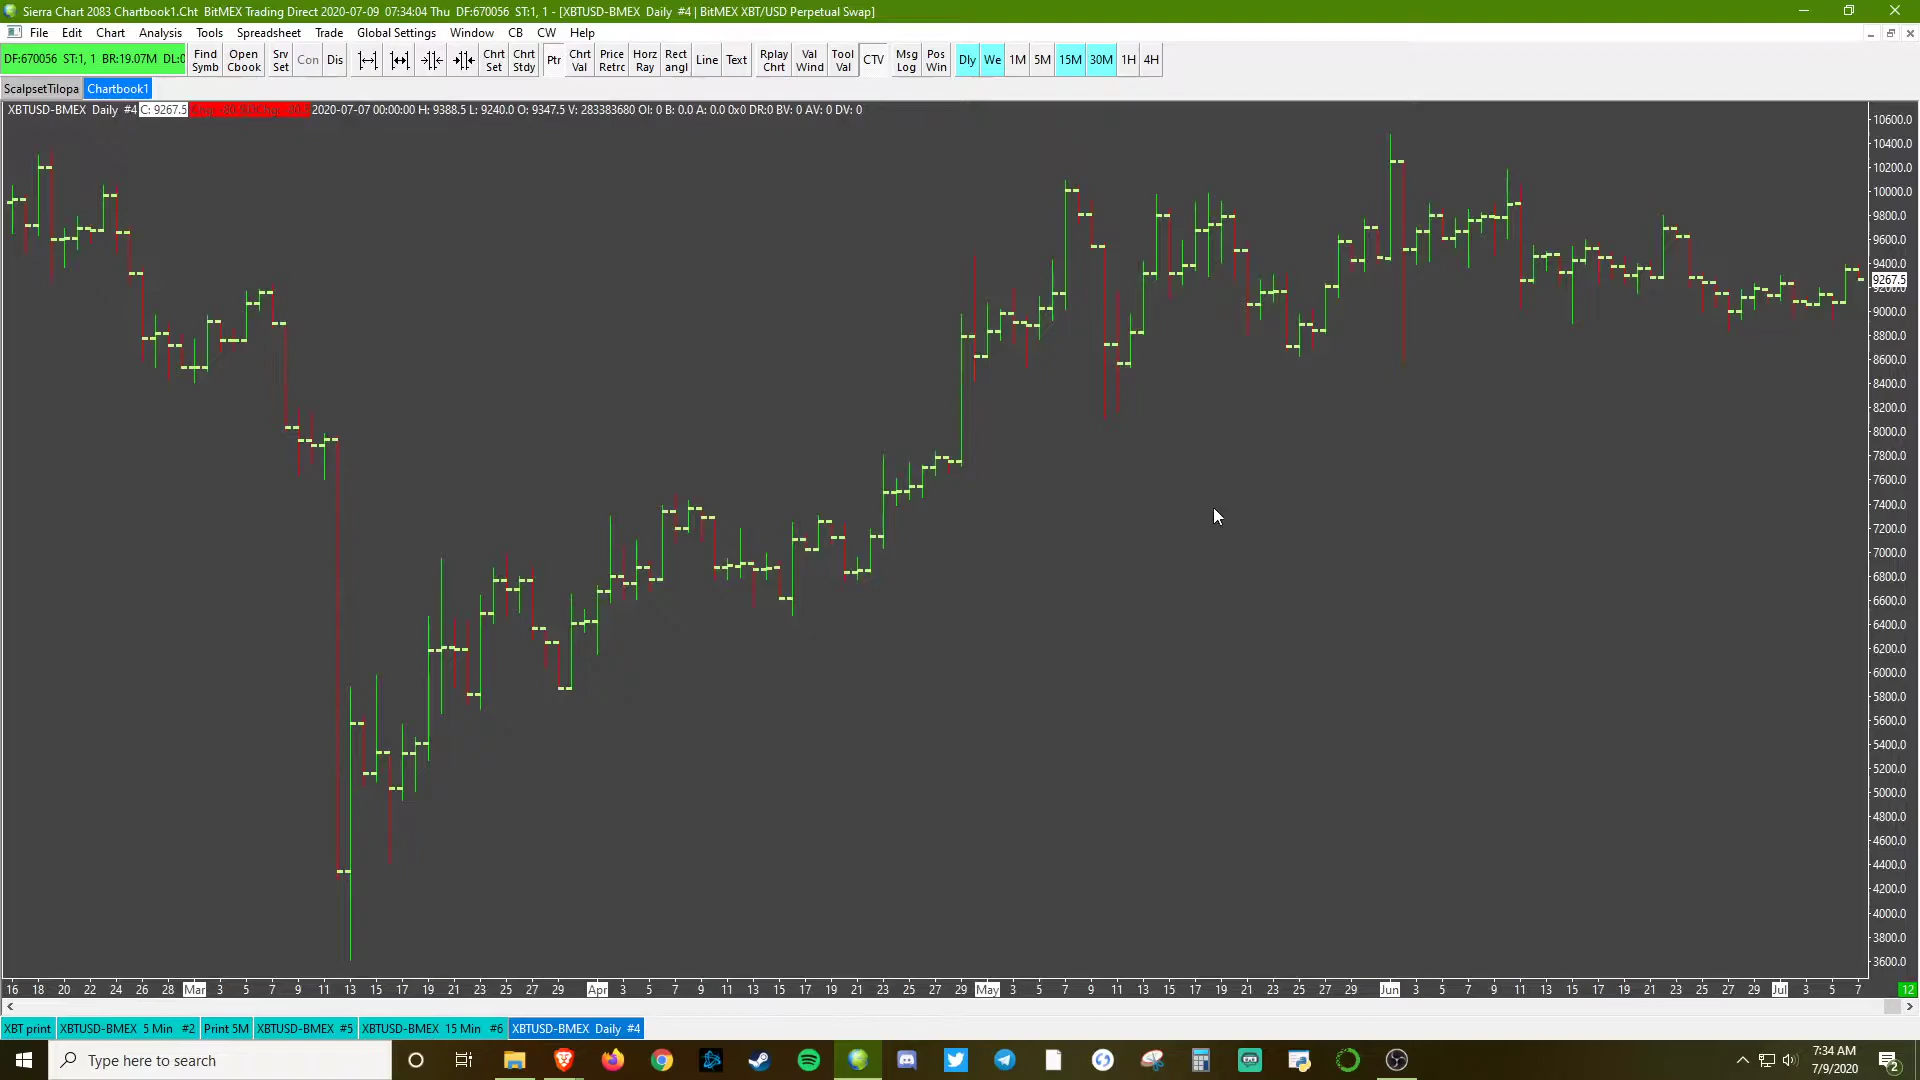 Sierra Chart 2083 Chartbook1.Cht  BitMEX Trading Direct 2020-07-09  07:34:04 Thu  DF:670056  ST:1, 1 - [XBTUSD-BMEX  Daily  #4 | BitMEX XBT/USD Perpetual Swap]
File Edit Chart Analysis Tools Spreadsheet Trade Global Settings Window CB CW Help
DF:670056  ST:1, 1  BR:19.07M  DL:0
Find Symb
Open Cbook
Srv Set
Con
Dis
Chrt Set
Chrt Stdy
Ptr
Chrt Val
Price Retrc
Horz Ray
Rect angl
Line
Text
Rplay Chrt
Val Wind
Tool Val
CTV
Msg Log
Pos Win
Dly We 1M 5M 15M 30M 1H 4H
ScalpsetTilopa Chartbook1
XBTUSD-BMEX  Daily  #4 C: 9267.5
2020-07-07 00:00:00 H: 9388.5 L: 9240.0 O: 9347.5 V: 283383680 OI: 0 B: 0.0 A: 0.0 0x0 DR:0 BV: 0 AV: 0 DV: 0
10600.0
10400.0
10200.0
10000.0
9800.0
9600.0
9400.0
9267.5
9200.0
9000.0
8800.0
8600.0
8400.0
8200.0
8000.0
7800.0
7600.0
7400.0
7200.0
7000.0
6800.0
6600.0
6400.0
6200.0
6000.0
5800.0
5600.0
5400.0
5200.0
5000.0
4800.0
4600.0
4400.0
4200.0
4000.0
3800.0
3600.0
16 18 20 22 24 26 28 Mar 3 5 7 9 11 13 15 17 19 21 23 25 27 29 Apr 3 5 7 9 11 13 15 17 19 21 23 25 27 29 May 3 5 7 9 11 13 15 17 19 21 23 25 27 29 Jun 3 5 7 9 11 13 15 17 19 21 23 25 27 29 Jul 3 5 7 12
XBT print XBTUSD-BMEX  5 Min  #2 Print 5M XBTUSD-BMEX  #5 XBTUSD-BMEX  15 Min  #6 XBTUSD-BMEX  Daily  #4
Type here to search
7:34 AM
7/9/2020
2